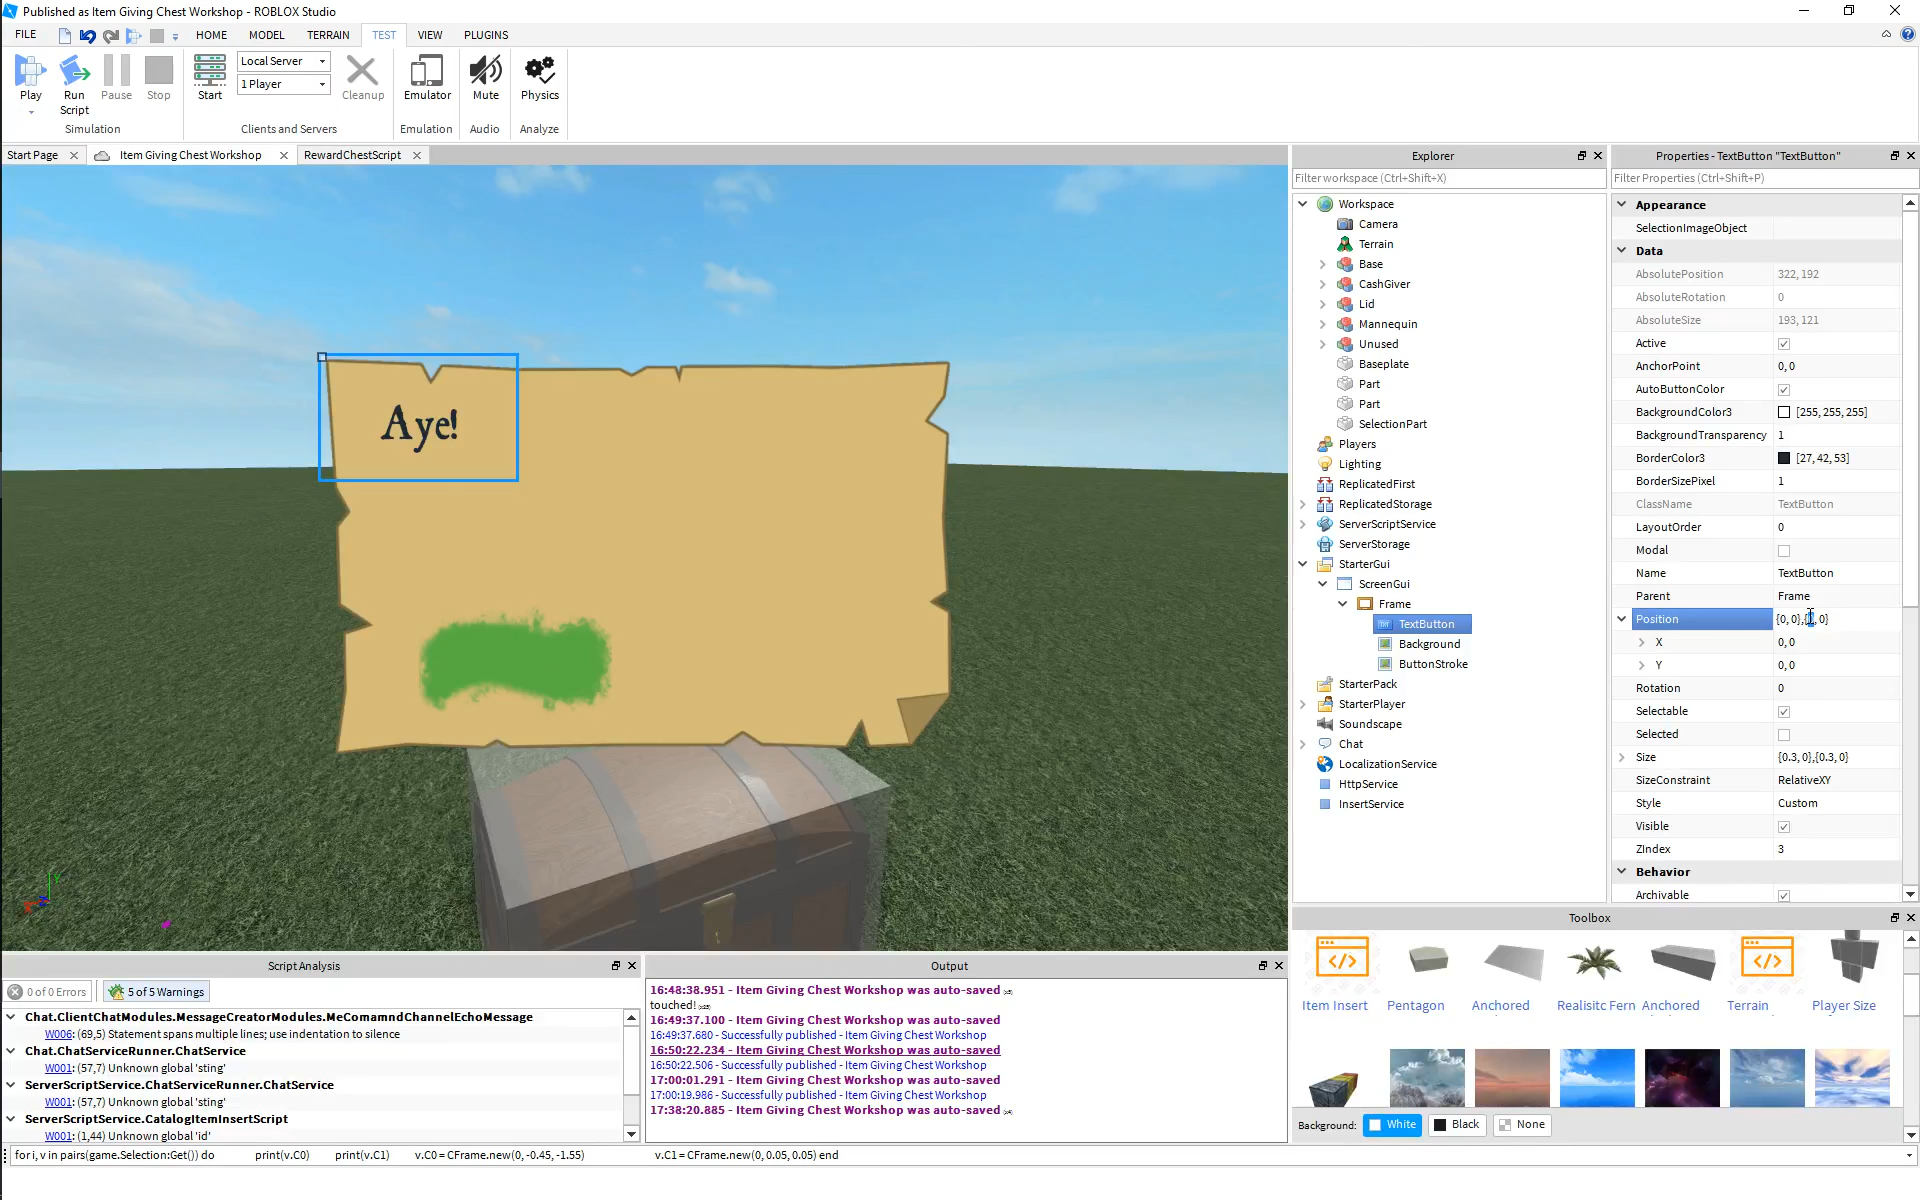 Published as Item Giving Chest Workshop - ROBLOX Studio
FILE HOME MODEL TERRAIN TEST VIEW PLUGINS
Play Run Script Pause Stop Start Local Server 1 Player Cleanup Emulator Mute Physics
Simulation Clients and Servers Emulation Audio Analyze
Start Page Item Giving Chest Workshop RewardChestScript
Aye!
Explorer
Filter workspace (Ctrl+Shift+X)
Workspace
Camera
Terrain
Base
CashGiver
Lid
Mannequin
Unused
Baseplate
Part
Part
SelectionPart
Players
Lighting
ReplicatedFirst
ReplicatedStorage
ServerScriptService
ServerStorage
StarterGui
ScreenGui
Frame
TextButton
Background
ButtonStroke
StarterPack
StarterPlayer
Soundscape
Chat
LocalizationService
HttpService
InsertService
Properties - TextButton "TextButton"
Filter Properties (Ctrl+Shift+P)
Appearance
SelectionImageObject
Data
AbsolutePosition 322, 192
AbsoluteRotation 0
AbsoluteSize 193, 121
Active
AnchorPoint 0, 0
AutoButtonColor
BackgroundColor3 [255, 255, 255]
BackgroundTransparency 1
BorderColor3 [27, 42, 53]
BorderSizePixel 1
ClassName TextButton
LayoutOrder 0
Modal
Name TextButton
Parent Frame
Position {0, 0},{ , 0}
X 0, 0
Y 0, 0
Rotation 0
Selectable
Selected
Size {0.3, 0},{0.3, 0}
SizeConstraint RelativeXY
Style Custom
Visible
ZIndex 3
Behavior
Archivable
Toolbox
Item Insert Pentagon Anchored Realisitc Fern Anchored Terrain Player Size
Background: White Black None
Script Analysis
0 of 0 Errors 5 of 5 Warnings
Chat.ClientChatModules.MessageCreatorModules.MeComamndChannelEchoMessage
W006: (69,5) Statement spans multiple lines; use indentation to silence
Chat.ChatServiceRunner.ChatService
W001: (57,7) Unknown global 'sting'
ServerScriptService.ChatServiceRunner.ChatService
W001: (57,7) Unknown global 'sting'
ServerScriptService.CatalogItemInsertScript
W001: (1,44) Unknown global 'id'
Output
16:48:38.951 - Item Giving Chest Workshop was auto-saved
touched!
16:49:37.100 - Item Giving Chest Workshop was auto-saved
16:49:37.680 - Successfully published - Item Giving Chest Workshop
16:50:22.234 - Item Giving Chest Workshop was auto-saved
16:50:22.506 - Successfully published - Item Giving Chest Workshop
17:00:01.291 - Item Giving Chest Workshop was auto-saved
17:00:19.986 - Successfully published - Item Giving Chest Workshop
17:38:20.885 - Item Giving Chest Workshop was auto-saved
for i, v in pairs(game.Selection:Get()) do print(v.C0) print(v.C1) v.C0 = CFrame.new(0, -0.45, -1.55) v.C1 = CFrame.new(0, 0.05, 0.05) end